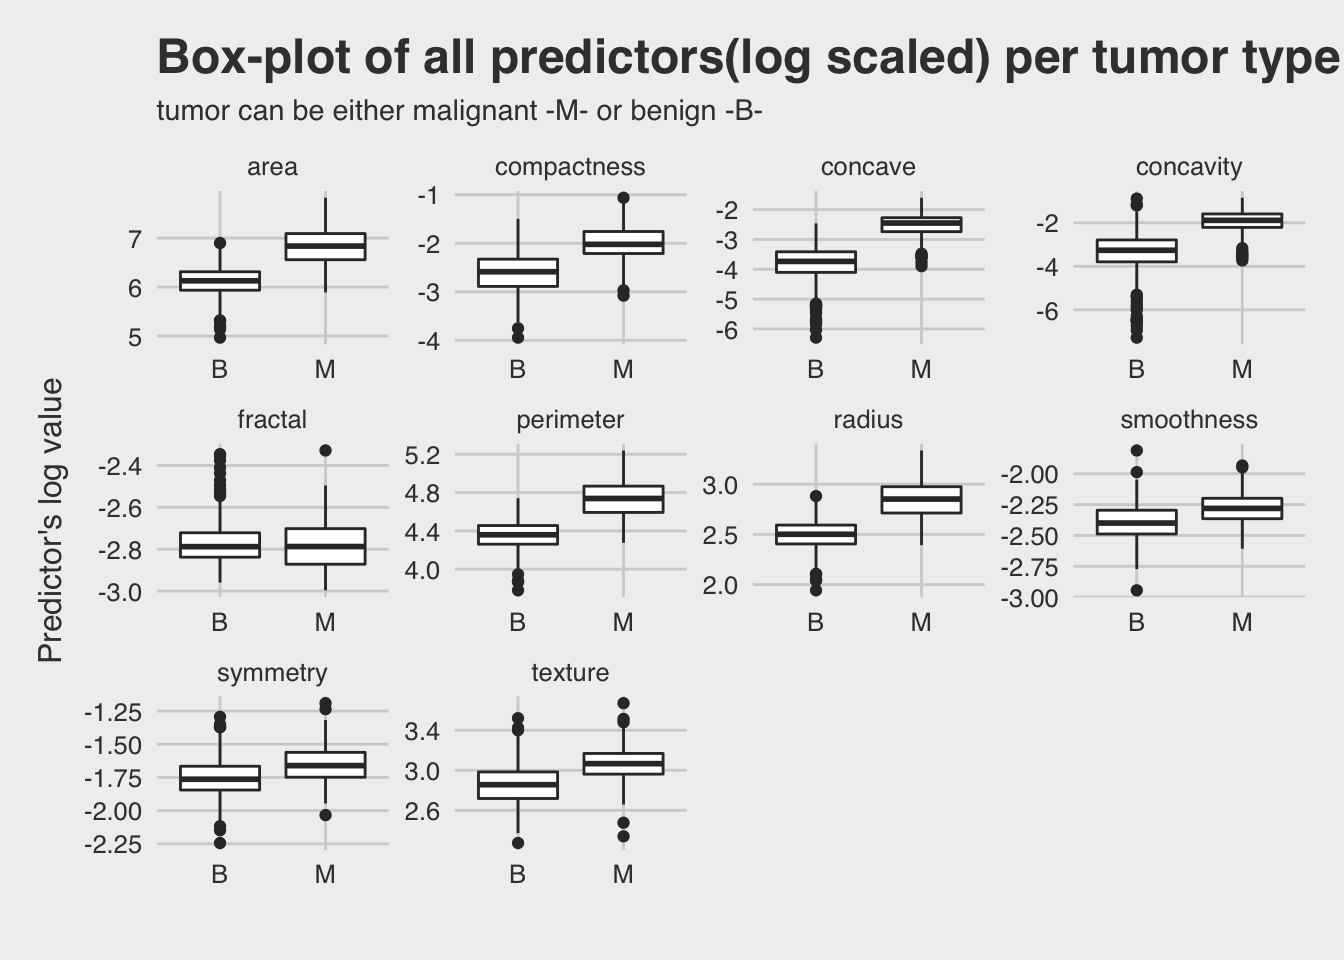 Box-plot of all predictors(log scaled) per tumor type
tumor can be either malignant -M- or benign -B-
Predictor's log value
area
7
6
5
B M
compactness
-1
-2
-3
-4
B M
concave
-2
-3
-4
-5
-6
B M
concavity
-2
-4
-6
B M
fractal
-2.4
-2.6
-2.8
-3.0
B M
perimeter
5.2
4.8
4.4
4.0
B M
radius
3.0
2.5
2.0
B M
smoothness
-2.00
-2.25
-2.50
-2.75
-3.00
B M
symmetry
-1.25
-1.50
-1.75
-2.00
-2.25
B M
texture
3.4
3.0
2.6
B M